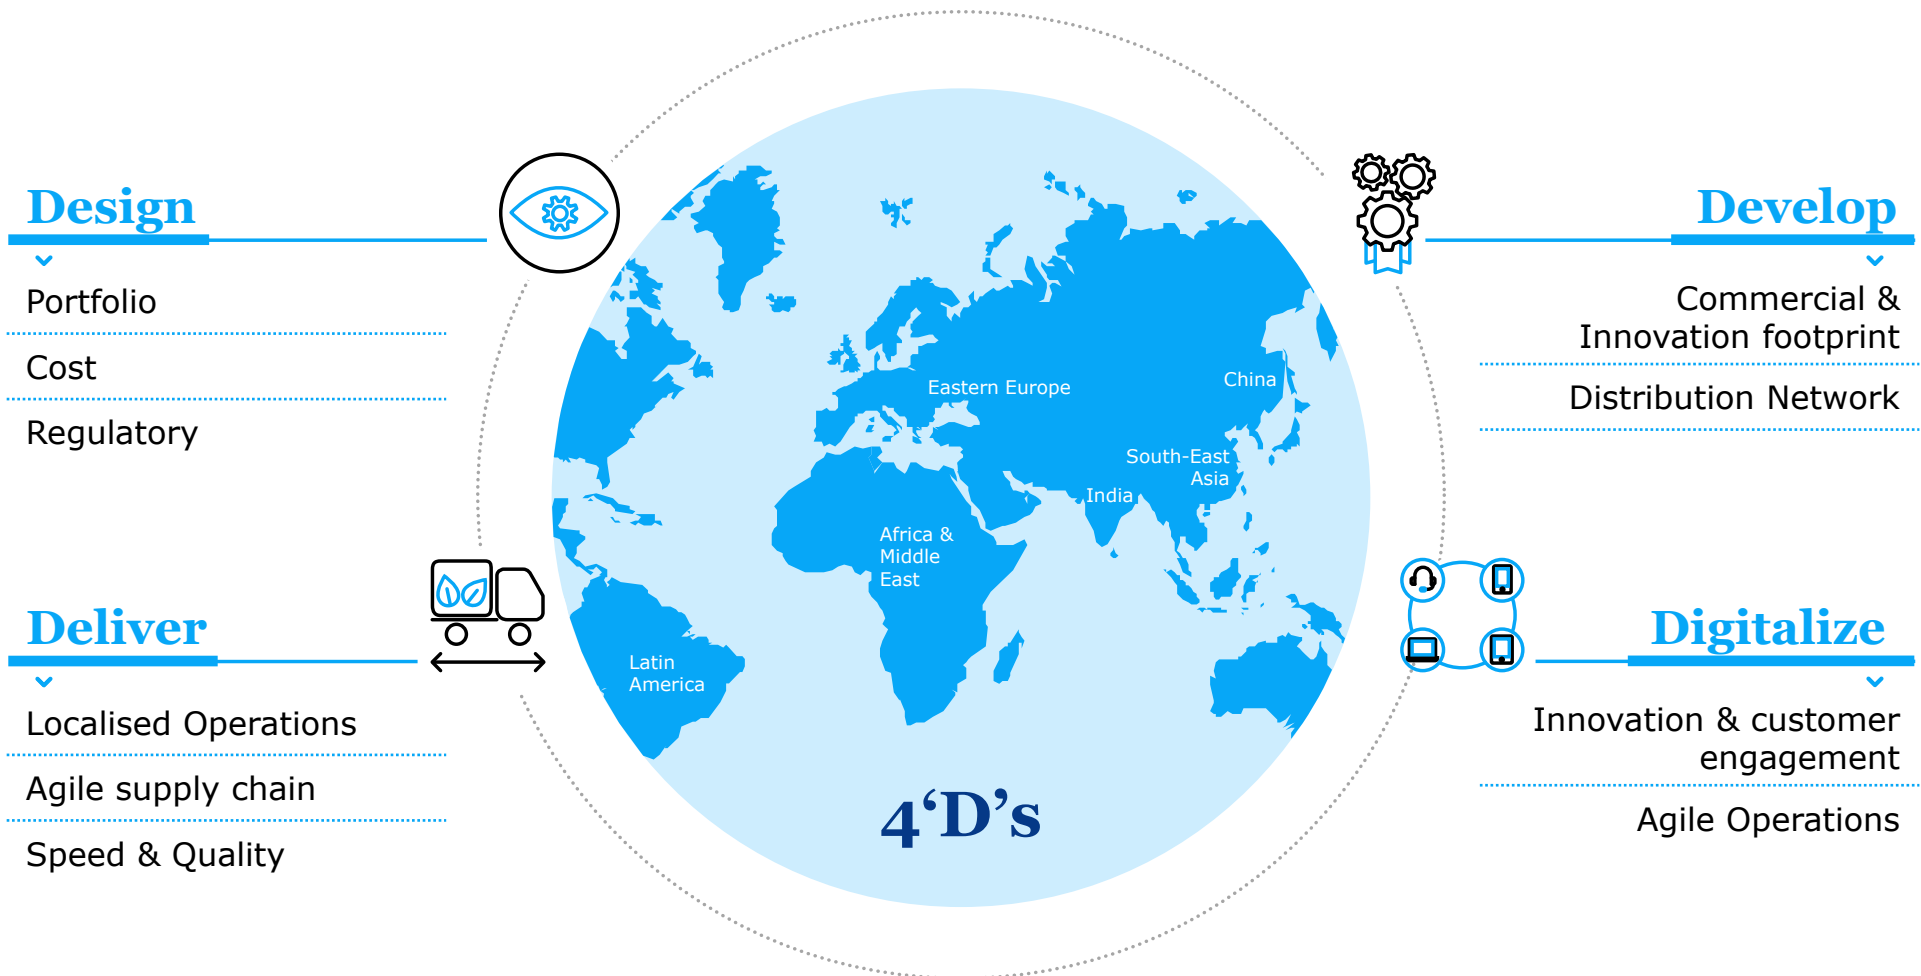 Design
Portfolio
Cost
Regulatory
Develop
Commercial &
Innovation footprint
Distribution Network
Eastern Europe
China
South-East
Asia
India
Africa &
Middle
East
Latin
America
4‘D’s
Deliver
Localised Operations
Agile supply chain
Speed & Quality
Digitalize
Innovation & customer
engagement
Agile Operations